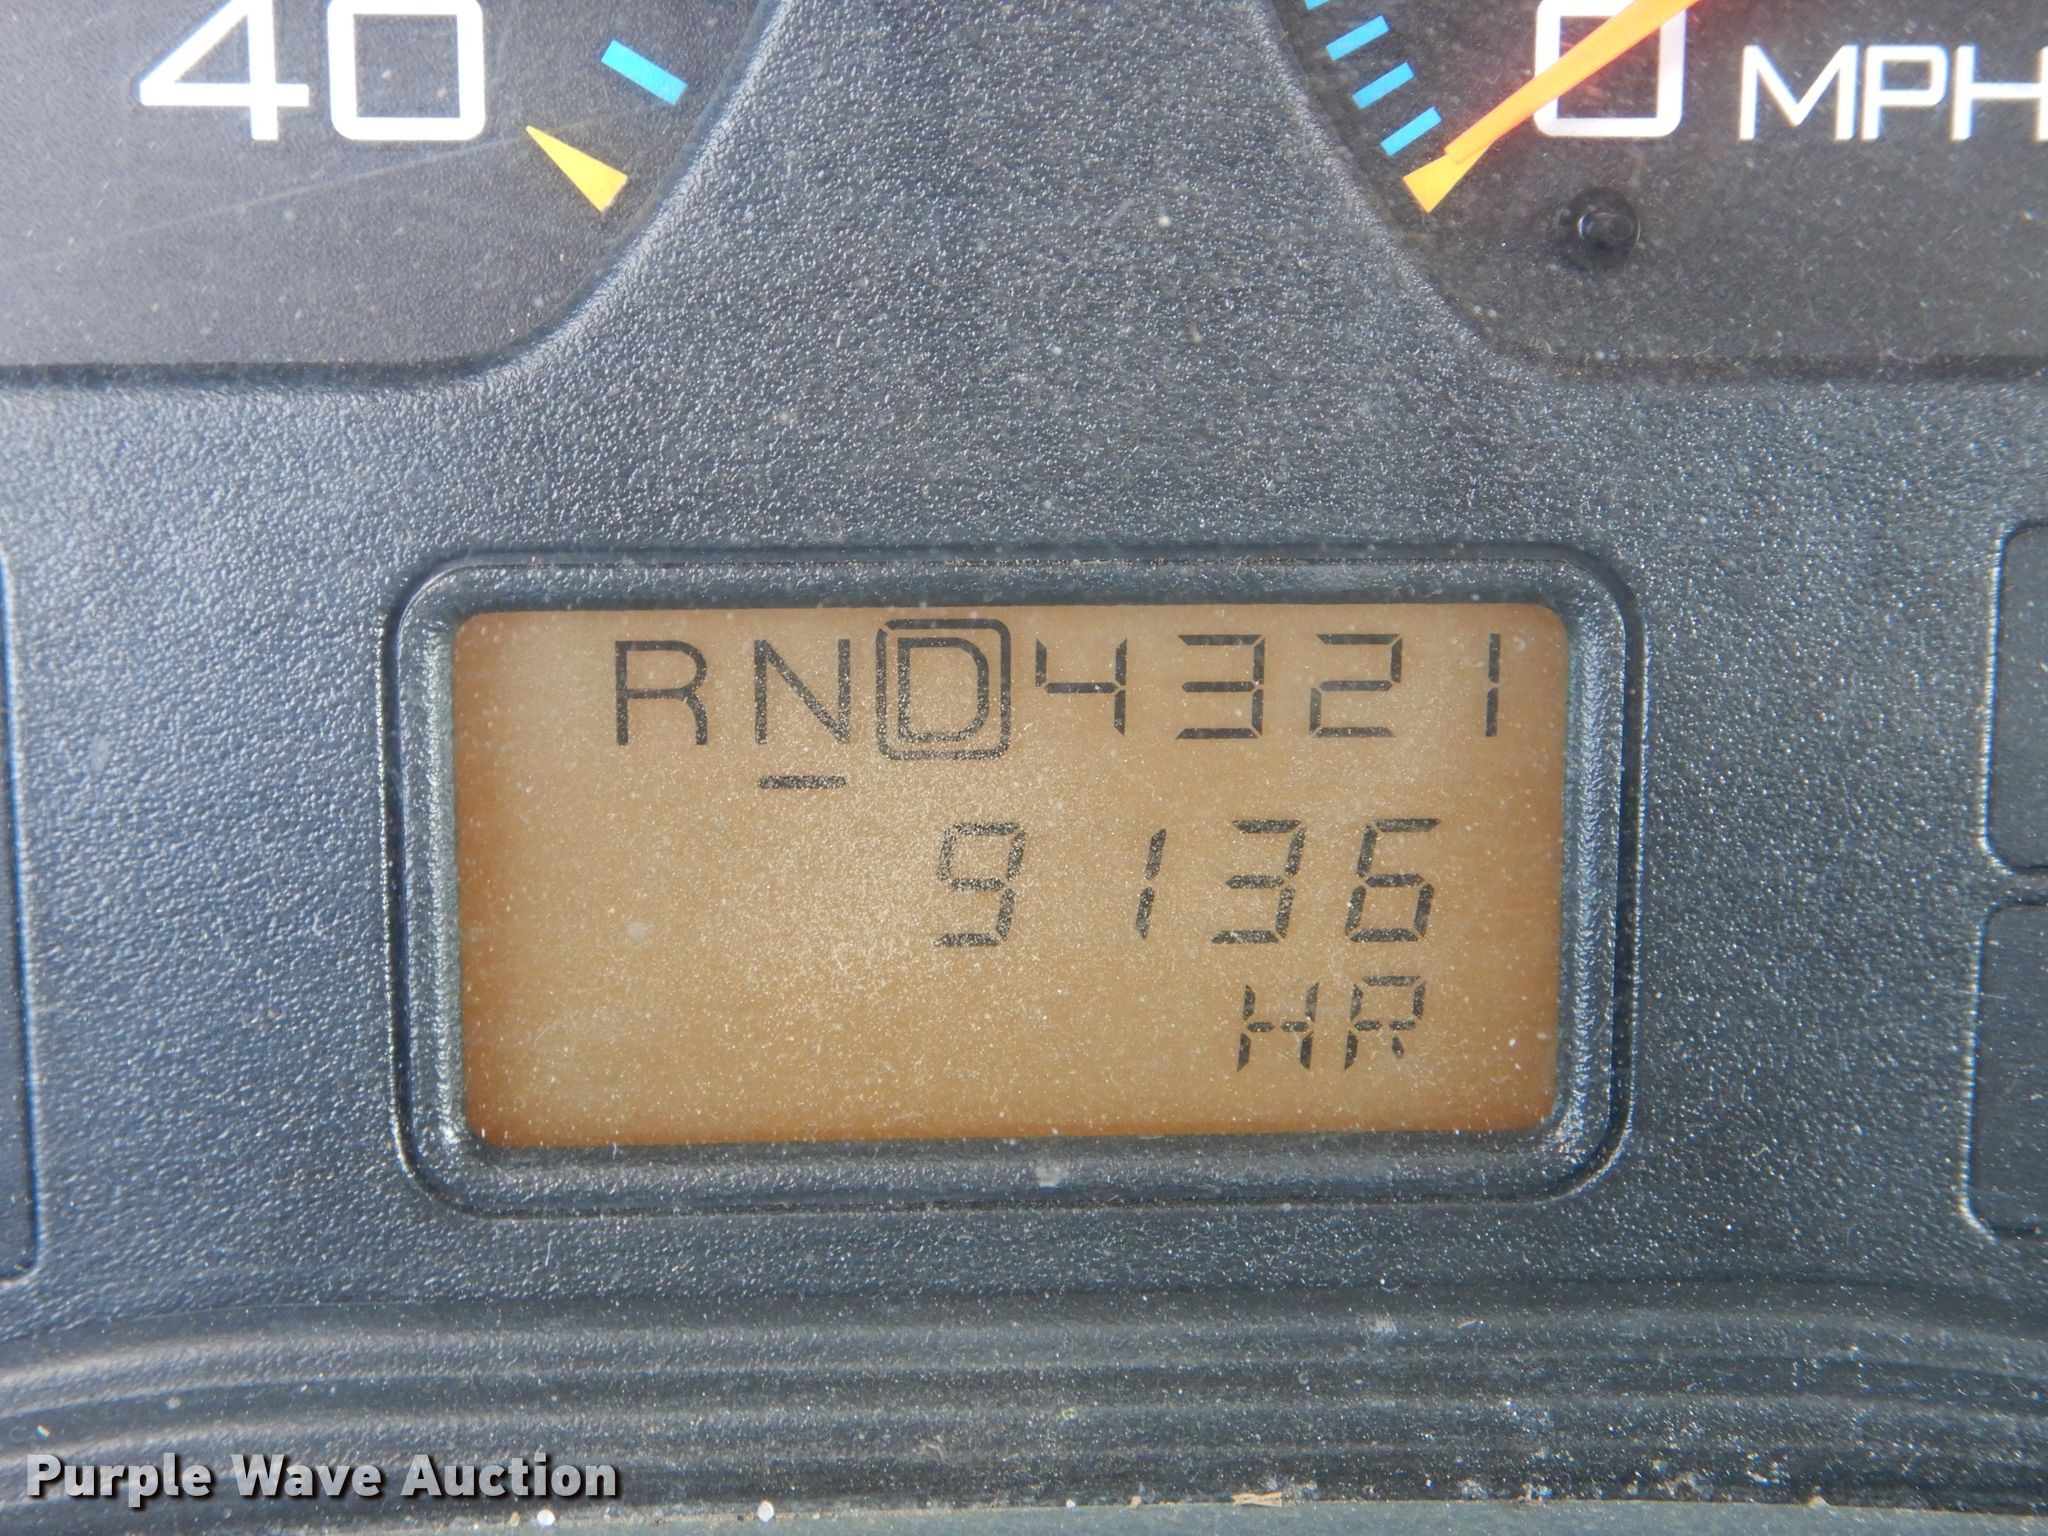 40
0 MPH
RND4321
9136
HR
Purple Wave Auction